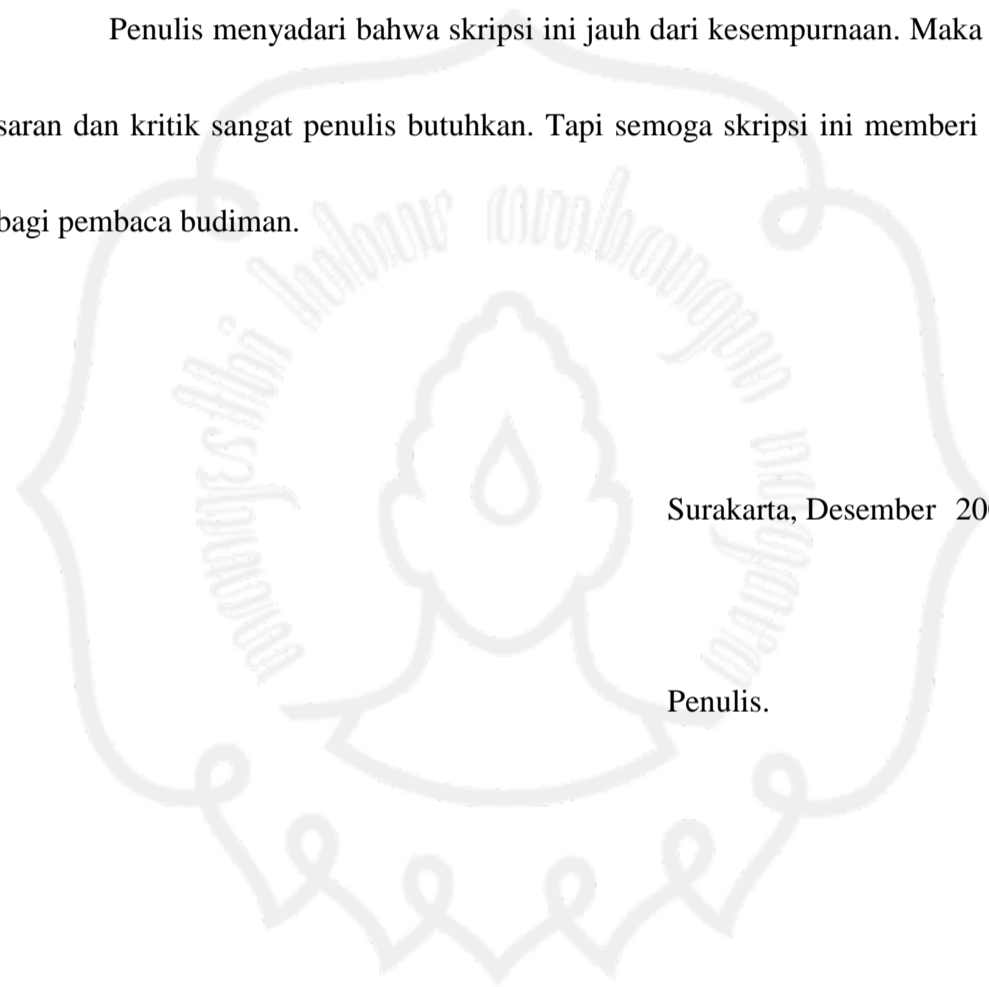 Penulis menyadari bahwa skripsi ini jauh dari kesempurnaan. Maka
saran dan kritik sangat penulis butuhkan. Tapi semoga skripsi ini memberi
bagi pembaca budiman.
Surakarta, Desember 20
Penulis.